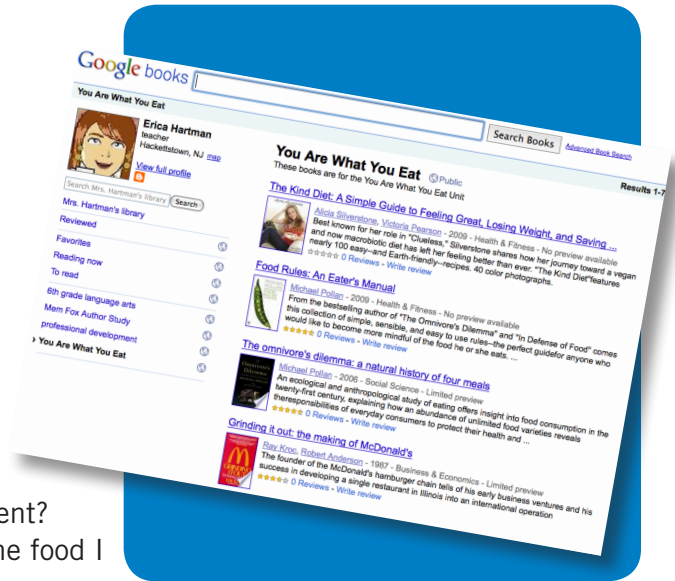 Google books
Search Books
Advanced Book Search
You Are What You Eat
Results 1-7
Erica Hartman
teacher
Hackettstown, NJ map
View full profile
Search Mrs. Hartman's library
Search
Mrs. Hartman's library
Reviewed
Favorites
Reading now
To read
6th grade language arts
Mem Fox Author Study
professional development
› You Are What You Eat
You Are What You Eat Public
These books are for the You Are What You Eat Unit
The Kind Diet: A Simple Guide to Feeling Great, Losing Weight, and Saving ...
Alicia Silverstone, Victoria Pearson - 2009 - Health & Fitness - No preview available
Best known for her role in "Clueless," Silverstone shares how her journey toward a vegan
and now macrobiotic diet has left her feeling better than ever. "The Kind Diet"features
nearly 100 easy--and Earth-friendly--recipes. 40 color photographs.
☆☆☆☆☆ 0 Reviews - Write review
Food Rules: An Eater's Manual
Michael Pollan - 2009 - Health & Fitness - No preview available
From the bestselling author of "The Omnivore's Dilemma" and "In Defense of Food" comes
this collection of simple, sensible, and easy to use rules--the perfect guidefor anyone who
would like to become more mindful of the food he or she eats. ...
★★★★★ 0 Reviews - Write review
The omnivore's dilemma: a natural history of four meals
Michael Pollan - 2006 - Social Science - Limited preview
An ecological and anthropological study of eating offers insight into food consumption in the
twenty-first century, explaining how an abundance of unlimited food varieties reveals
theresponsibilities of everyday consumers to protect their health and ...
★★★★★ 0 Reviews - Write review
Grinding it out: the making of McDonald's
Ray Kroc, Robert Anderson - 1987 - Business & Economics - Limited preview
The founder of the McDonald's hamburger chain tells of his early business ventures and his
success in developing a single restaurant in Illinois into an international operation
★★★★☆ 0 Reviews - Write review
ent?
ne food I